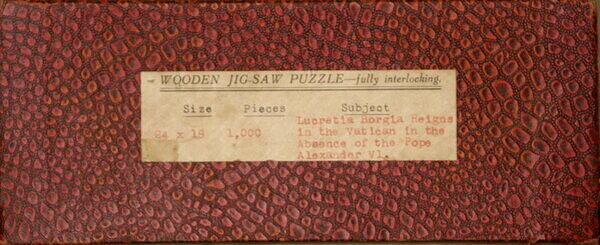 WOODEN JIG-SAW PUZZLE—fully interlocking.
Size Pieces Subject
Lucretia Borgia Reigns
24 x 18 1,000 in the Vatican in the
Absence of the Pope
Alexander V1.